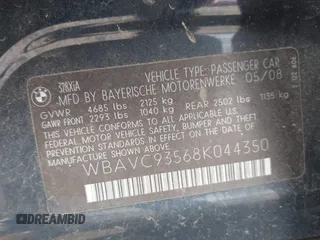 BMW
328XIA
VEHICLE TYPE: PASSENGER CAR
MFD BY BAYERISCHE MOTORENWERKE 05/08
GVWR 4685 lbs 2125 kg
GAWR FRONT 2293 lbs 1040 kg REAR 2502 lbs 1135 kg
THIS VEHICLE CONFORMS TO ALL APPLICABLE
FEDERAL MOTOR VEHICLE SAFETY, BUMPER AND
THEFT PREVENTION STANDARDS IN EFFECT ON THE
DATE OF MANUFACTURE SHOWN ABOVE.
WBAVC93568K044350
DREAMBID